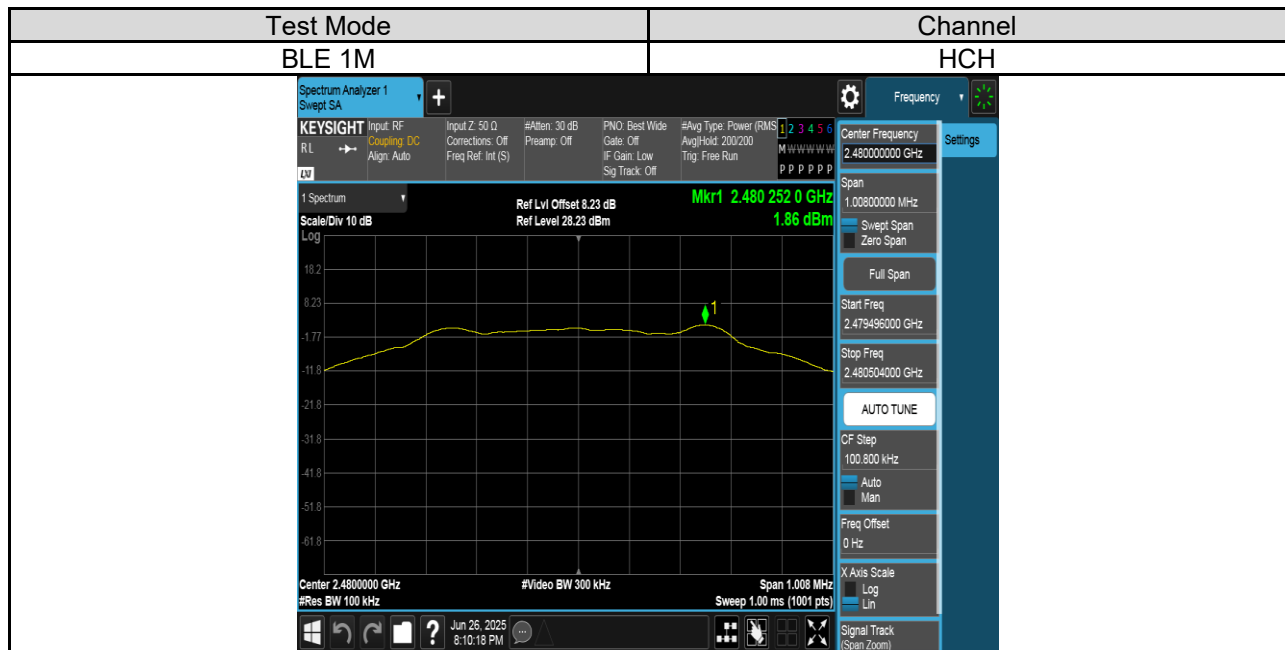 Test Mode Channel
BLE 1M HCH
Spectrum Analyzer 1
Swept SA
+
Frequency
KEYSIGHT
RL
LXI
Input: RF
Coupling: DC
Align: Auto
Input Z: 50 Ω
Corrections: Off
Freq Ref: Int (S)
#Atten: 30 dB
Preamp: Off
PNO: Best Wide
Gate: Off
IF Gain: Low
Sig Track: Off
#Avg Type: Power (RMS
Avg|Hold: 200/200
Trig: Free Run
1 2 3 4 5 6
M W W W W W
P P P P P P
1 Spectrum
Scale/Div 10 dB
Ref Lvl Offset 8.23 dB
Ref Level 28.23 dBm
Mkr1 2.480 252 0 GHz
1.86 dBm
Log
18.2
8.23
-1.77
-11.8
-21.8
-31.8
-41.8
-51.8
-61.8
1
Center 2.4800000 GHz
#Res BW 100 kHz
#Video BW 300 kHz
Span 1.008 MHz
Sweep 1.00 ms (1001 pts)
Center Frequency
2.480000000 GHz
Settings
Span
1.00800000 MHz
Swept Span
Zero Span
Full Span
Start Freq
2.479496000 GHz
Stop Freq
2.480504000 GHz
AUTO TUNE
CF Step
100.800 kHz
Auto
Man
Freq Offset
0 Hz
X Axis Scale
Log
Lin
Signal Track
(Span Zoom)
?
Jun 26, 2025
8:10:18 PM